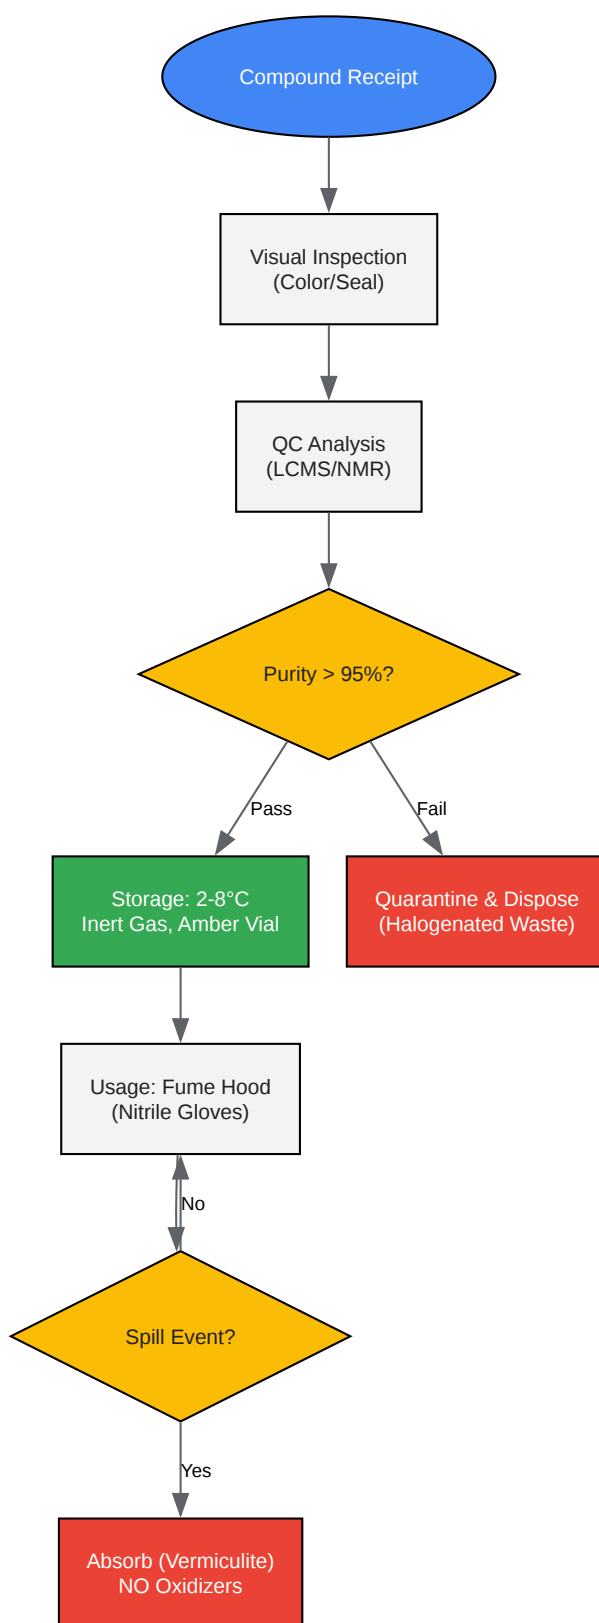 Compound Receipt
Visual Inspection
(Color/Seal)
QC Analysis
(LCMS/NMR)
Purity > 95%?
Pass
Fail
Storage: 2-8°C
Inert Gas, Amber Vial
Quarantine & Dispose
(Halogenated Waste)
Usage: Fume Hood
(Nitrile Gloves)
No
Spill Event?
Yes
Absorb (Vermiculite)
NO Oxidizers